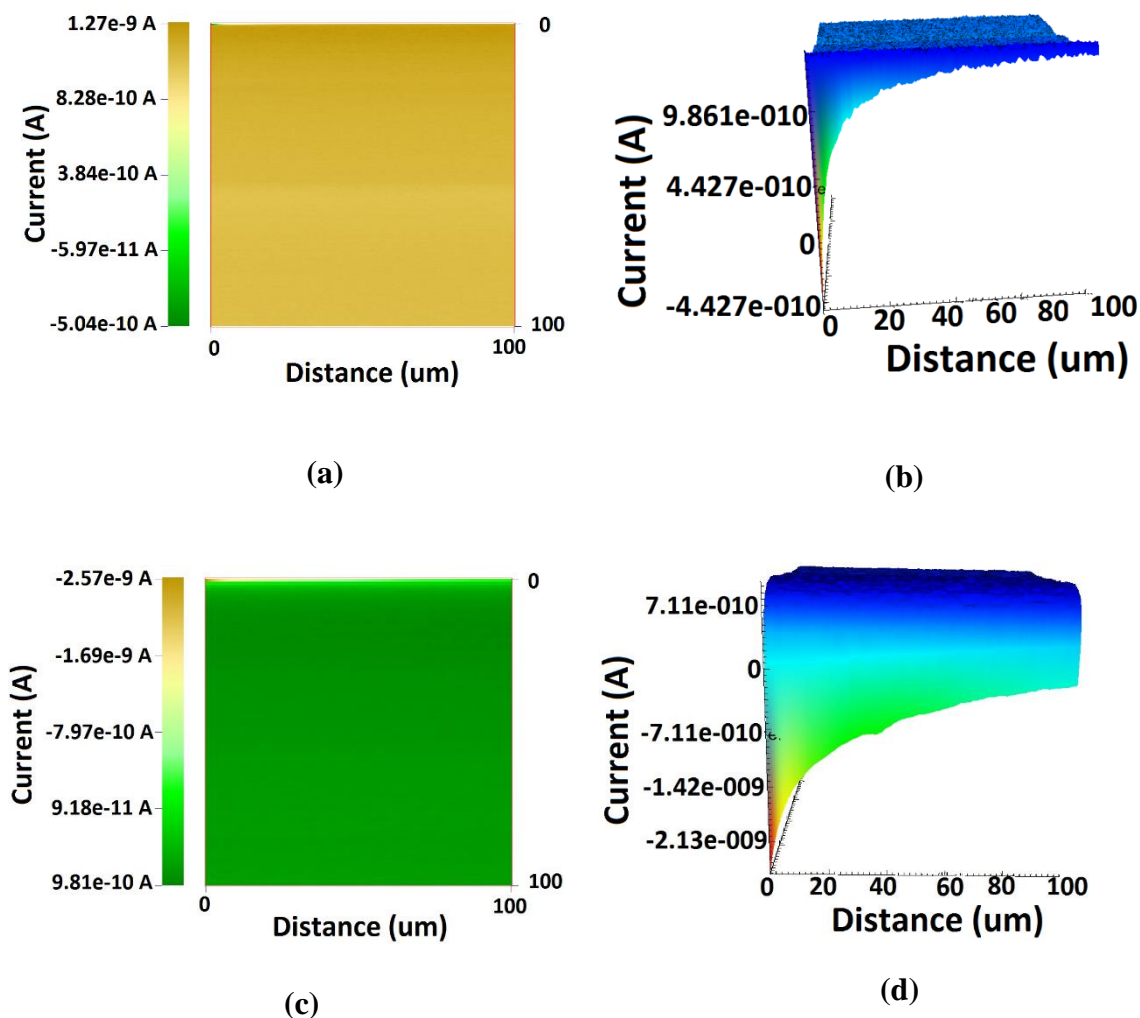 1.27e-9 A
8.28e-10 A
3.84e-10 A
-5.97e-11 A
-5.04e-10 A
Current (A)
0
100
0
100
Distance (um)
(a)
9.861e-010
4.427e-010
0
-4.427e-010
Current (A)
0 20 40 60 80 100
Distance (um)
(b)
-2.57e-9 A
-1.69e-9 A
-7.97e-10 A
9.18e-11 A
9.81e-10 A
Current (A)
0
100
0
100
Distance (um)
(c)
7.11e-010
0
-7.11e-010
-1.42e-009
-2.13e-009
Current (A)
0 20 40 60 80 100
Distance (um)
(d)